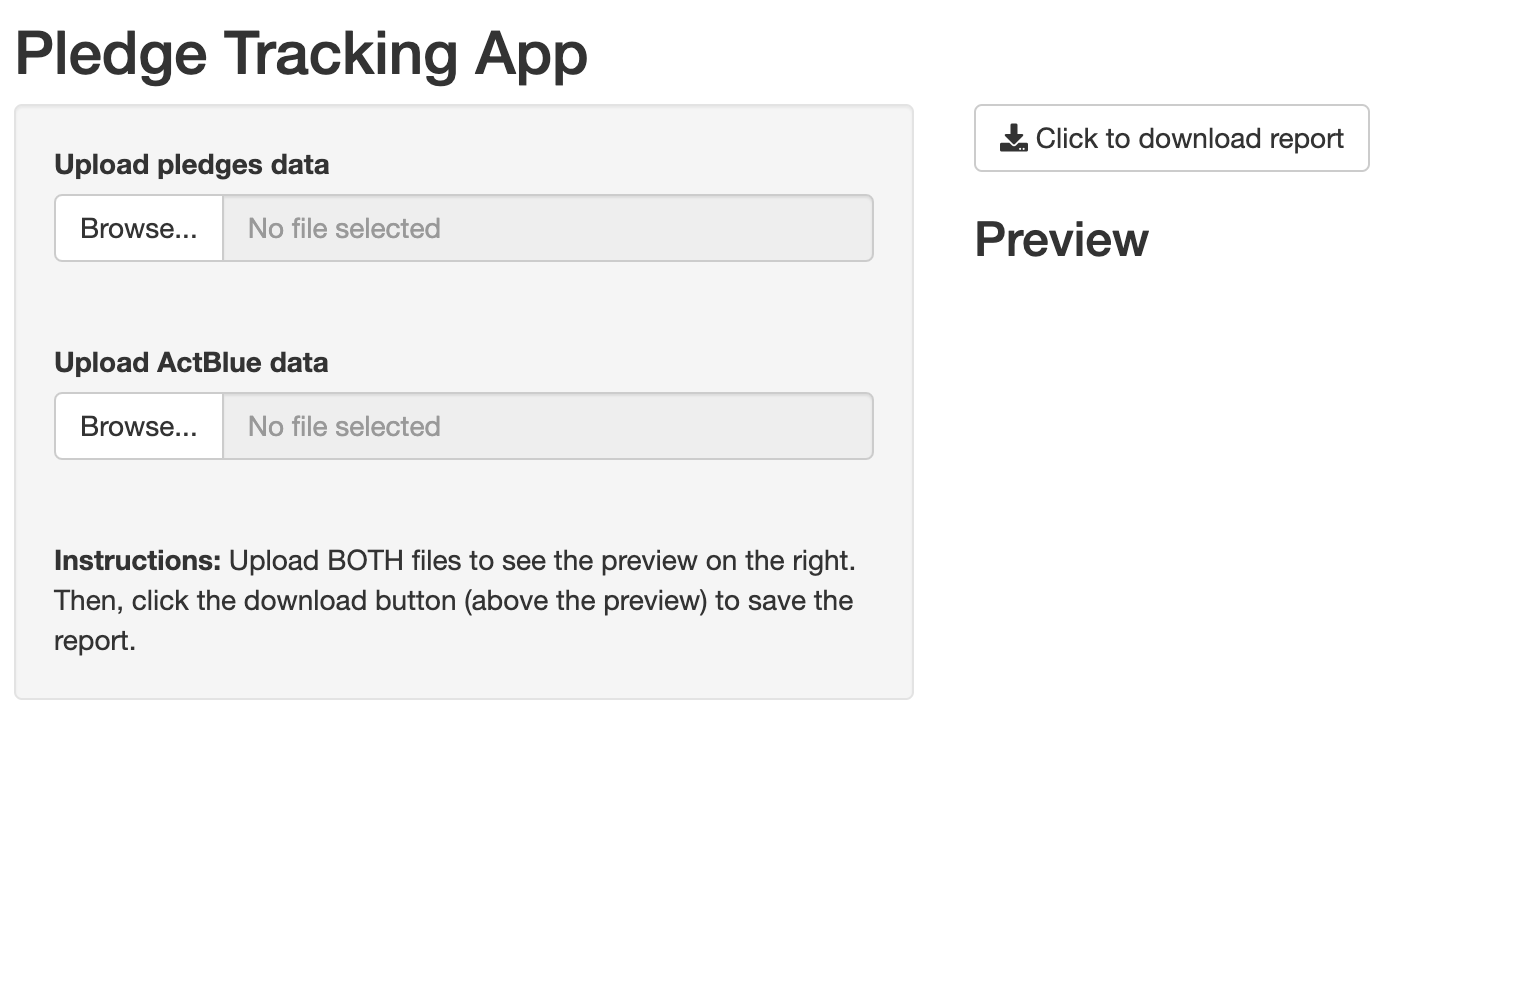 Pledge Tracking App
Upload pledges data
Browse...
No file selected
Upload ActBlue data
Browse...
No file selected
Instructions: Upload BOTH files to see the preview on the right.
Then, click the download button (above the preview) to save the
report.
Click to download report
Preview